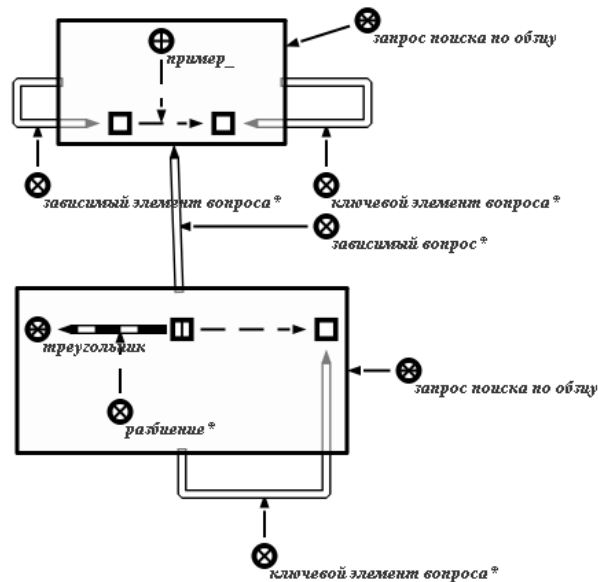 запрос поиска по обзцу
пример_
зависимый элемент вопроса*
ключевой элемент вопроса*
зависимый вопрос*
треугольник
запрос поиска по обзцу
разбиение*
ключевой элемент вопроса*